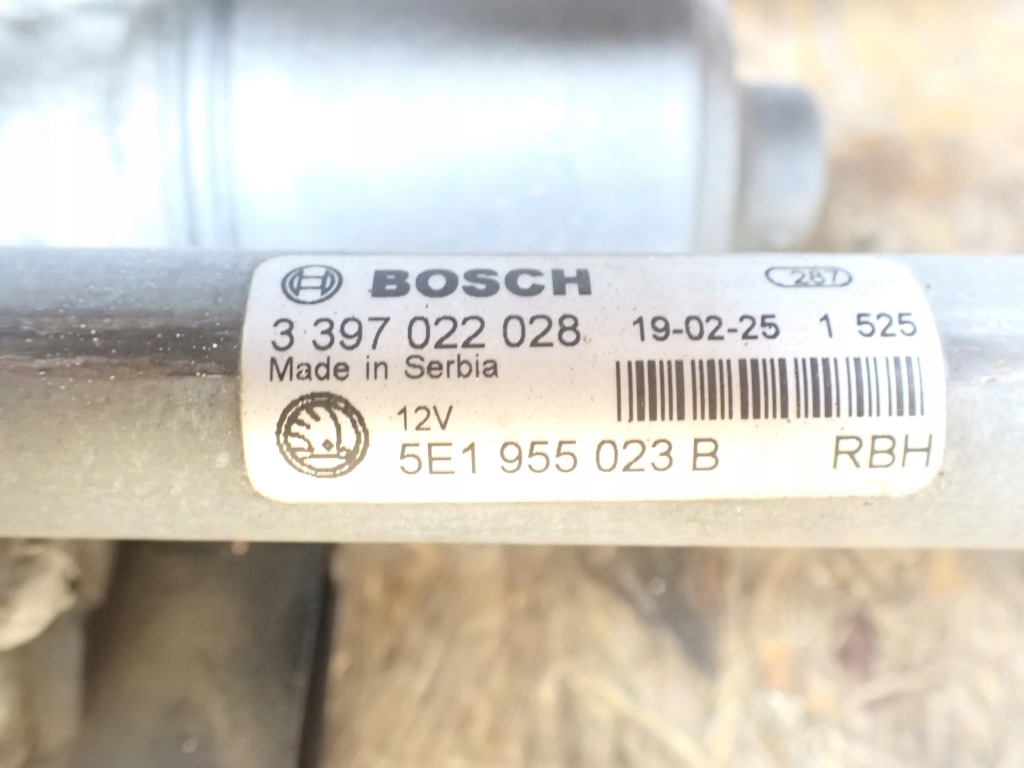 BOSCH 287
3 397 022 028 19-02-25 1 525
Made in Serbia
12V
5E1 955 023 B RBH